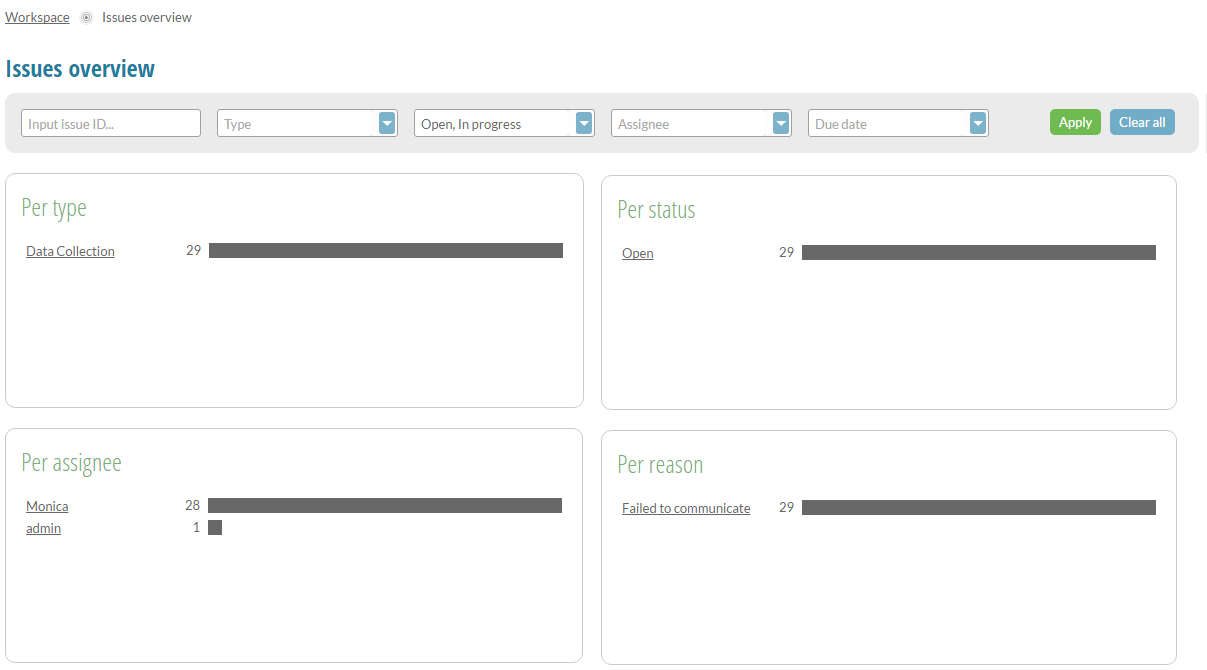 Workspace Issues overview
Issues overview
Input issue ID... Type Open, In progress Assignee Due date Apply Clear all
Per type
Data Collection 29
Per status
Open 29
Per assignee
Monica 28
admin 1
Per reason
Failed to communicate 29